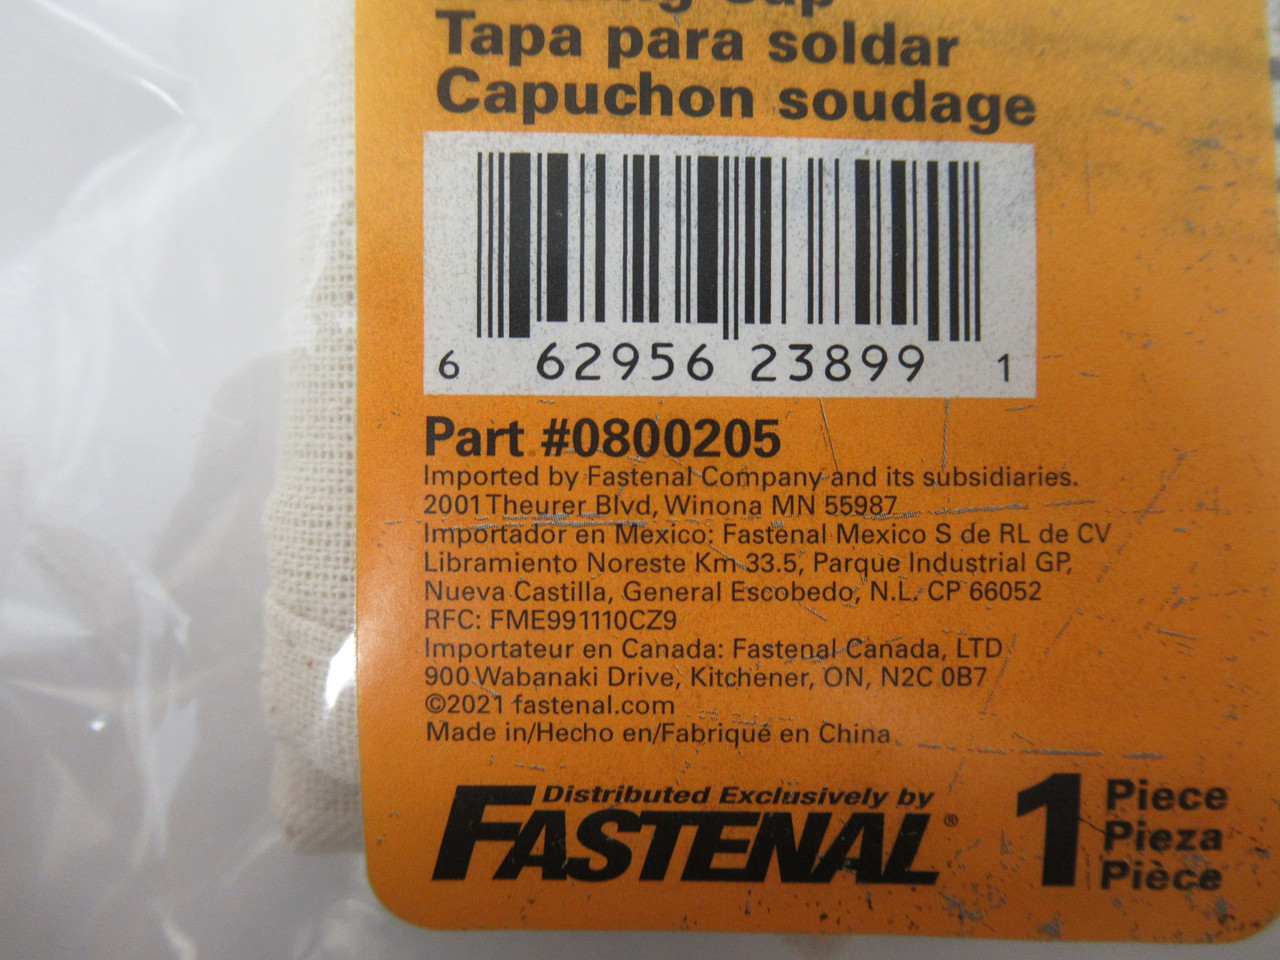 Tapa para soldar
Capuchon soudage
6 62956 23899 1
Part #0800205
Imported by Fastenal Company and its subsidiaries.
2001 Theurer Blvd, Winona MN 55987
Importador en Mexico: Fastenal Mexico S de RL de CV
Libramiento Noreste Km 33.5, Parque Industrial GP,
Nueva Castilla, General Escobedo, N.L. CP 66052
RFC: FME991110CZ9
Importateur en Canada: Fastenal Canada, LTD
900 Wabanaki Drive, Kitchener, ON, N2C 0B7
©2021 fastenal.com
Made in/Hecho en/Fabriqué en China
Distributed Exclusively by
FASTENAL®
1 Piece
Pieza
Pièce